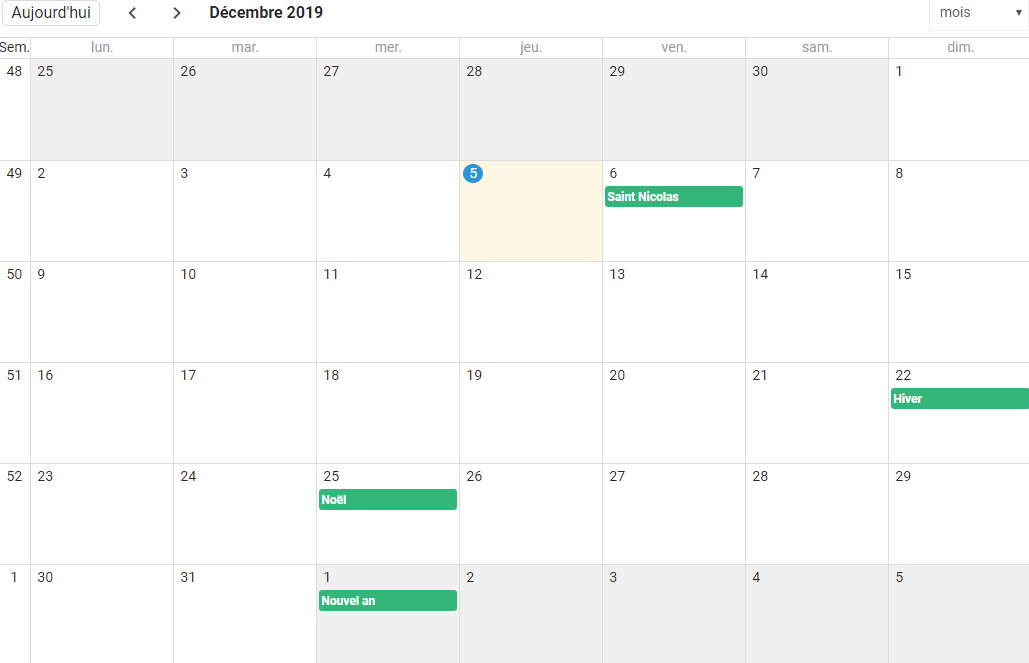 Aujourd'hui Décembre 2019 mois
Sem. lun. mar. mer. jeu. ven. sam. dim.
48 25 26 27 28 29 30 1
49 2 3 4 5 6 7 8
Saint Nicolas
50 9 10 11 12 13 14 15
51 16 17 18 19 20 21 22
Hiver
52 23 24 25 26 27 28 29
Noël
1 30 31 1 2 3 4 5
Nouvel an